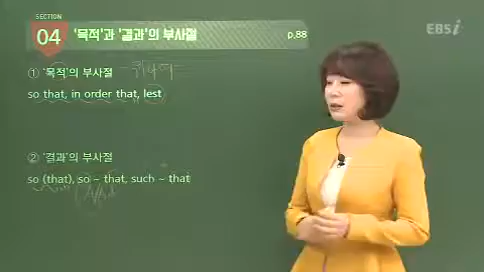 SECTION
04 '목적'과 '결과'의 부사절 p.88
EBSi
① '목적'의 부사절
so that, in order that, lest
② '결과'의 부사절
so (that), so ~ that, such ~ that